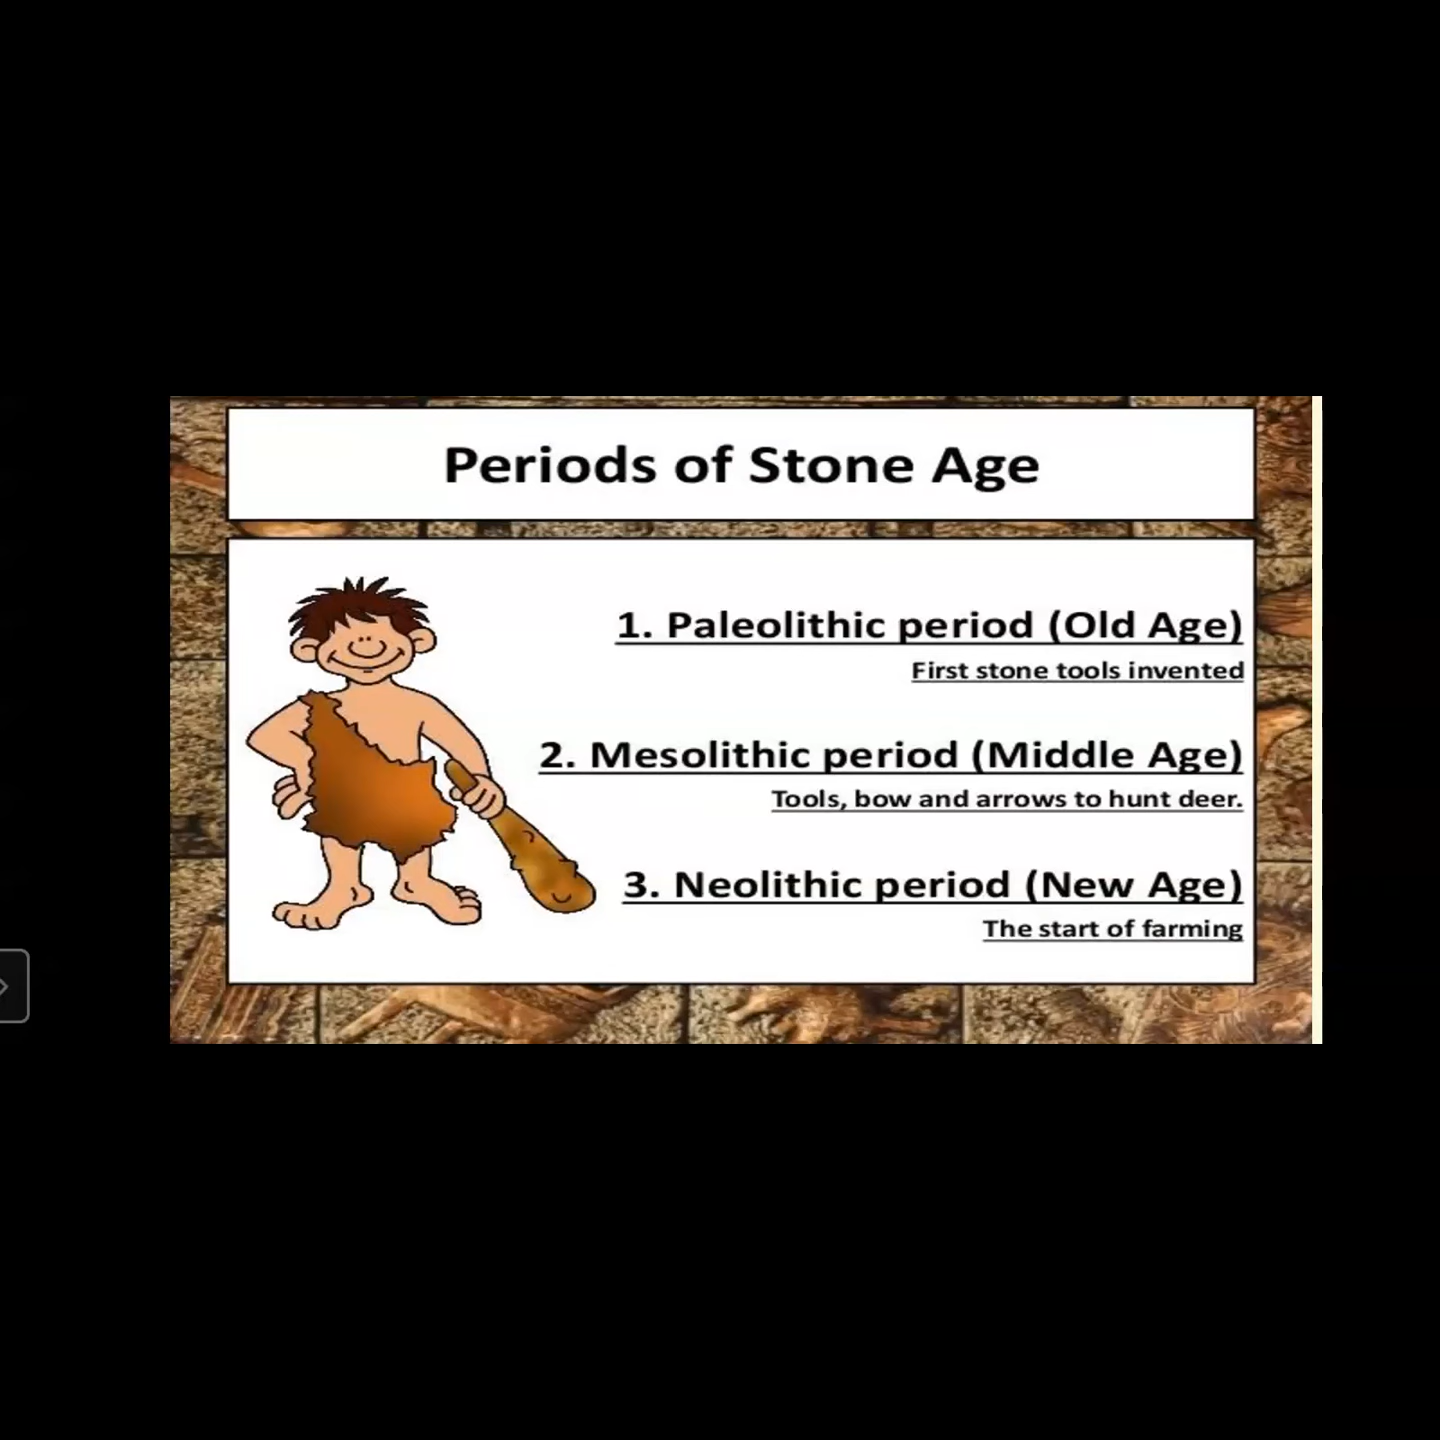 Periods of Stone Age
1. Paleolithic period (Old Age)
First stone tools invented
2. Mesolithic period (Middle Age)
Tools, bow and arrows to hunt deer.
3. Neolithic period (New Age)
The start of farming